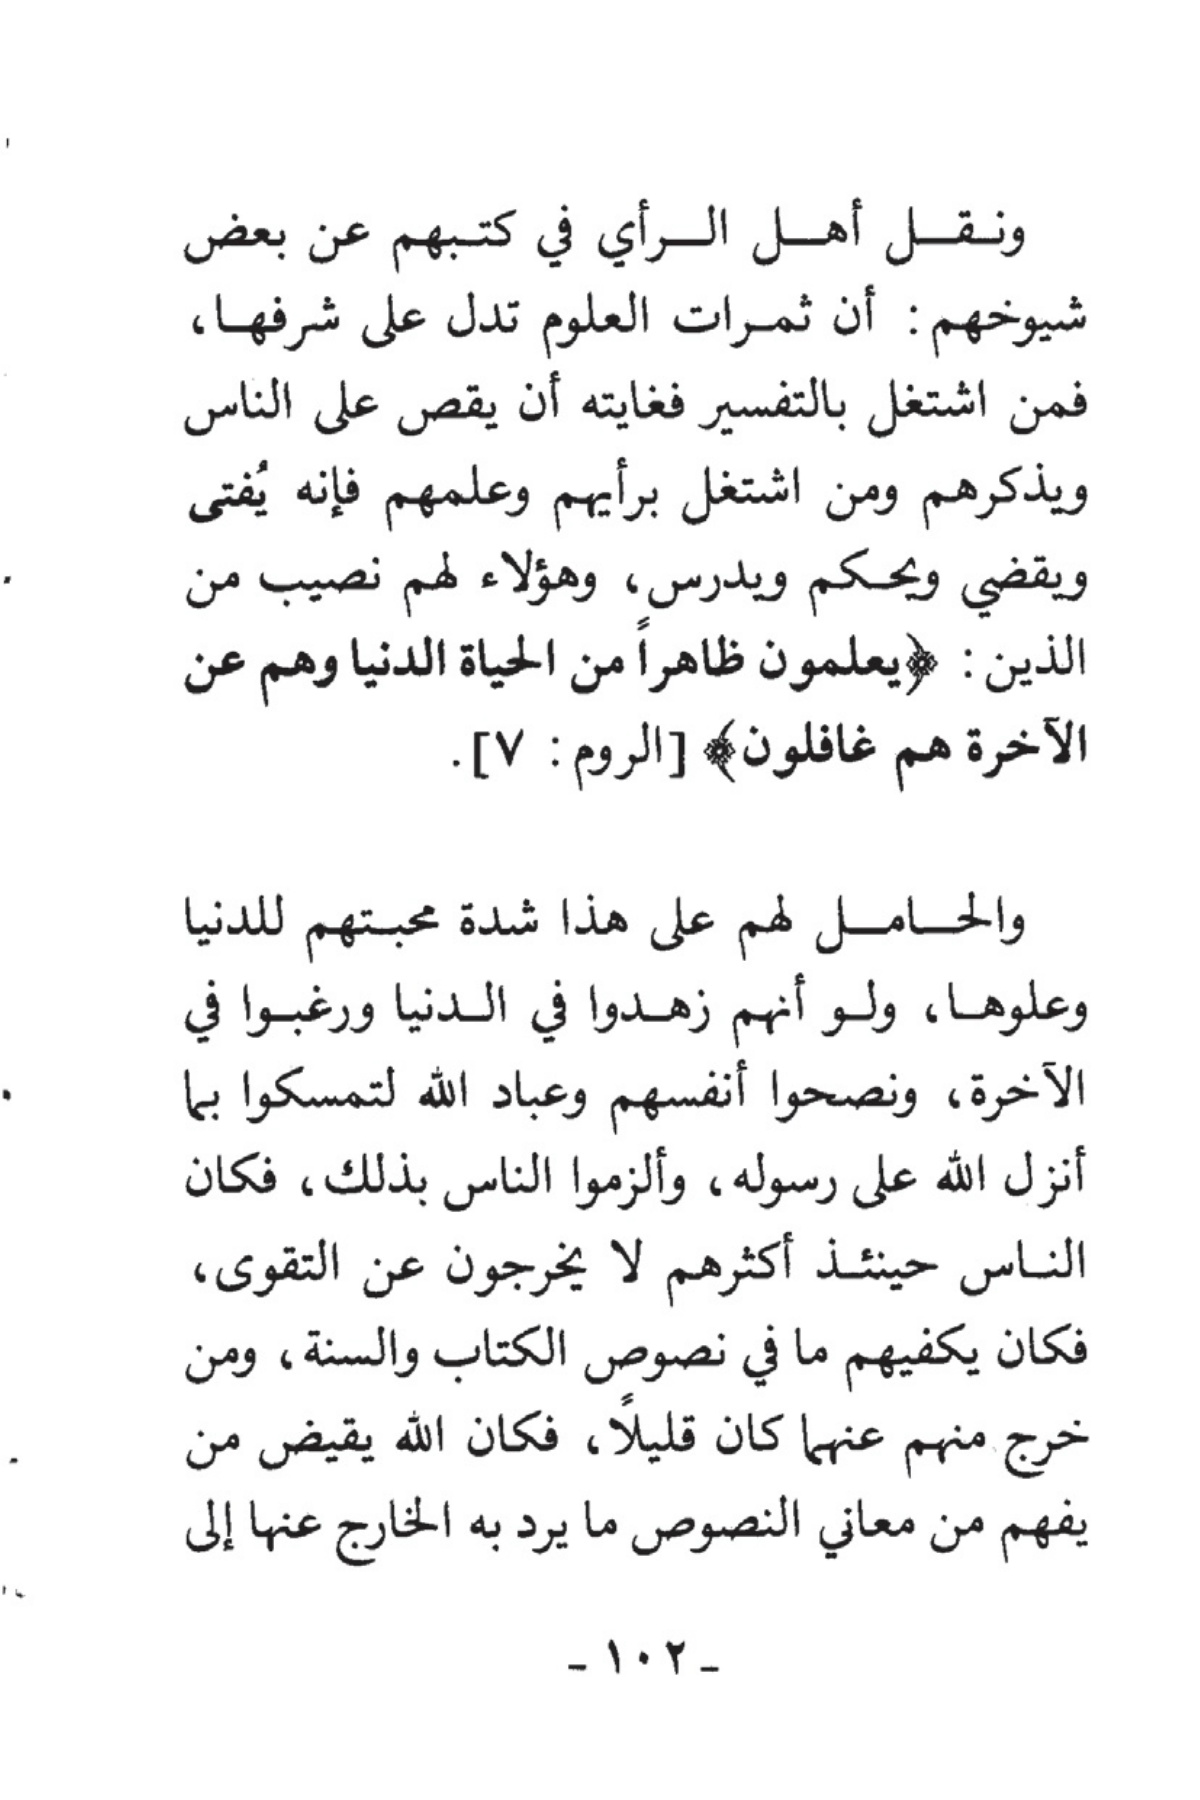 ونقل أهل الرأي في كتبهم عن بعض
شيوخهم: أن ثمرات العلوم تدل على شرفها،
فمن اشتغل بالتفسير فغايته أن يقص على الناس
ويذكرهم ومن اشتغل برأيهم وعلمهم فإنه يُفتى
ويقضي ويحكم ويدرس، وهؤلاء لهم نصيب من
الذين: ﴿يعلمون ظاهراً من الحياة الدنيا وهم عن
الآخرة هم غافلون﴾ [الروم: ٧].
والحامل لهم على هذا شدة محبتهم للدنيا
وعلوها، ولو أنهم زهدوا في الدنيا ورغبوا في
الآخرة، ونصحوا أنفسهم وعباد الله لتمسكوا بما
أنزل الله على رسوله، وألزموا الناس بذلك، فكان
الناس حينئذ أكثرهم لا يخرجون عن التقوى،
فكان يكفيهم ما في نصوص الكتاب والسنة، ومن
خرج منهم عنهما كان قليلاً، فكان الله يقيض من
يفهم من معاني النصوص ما يرد به الخارج عنها إلى
- ١٠٢ -